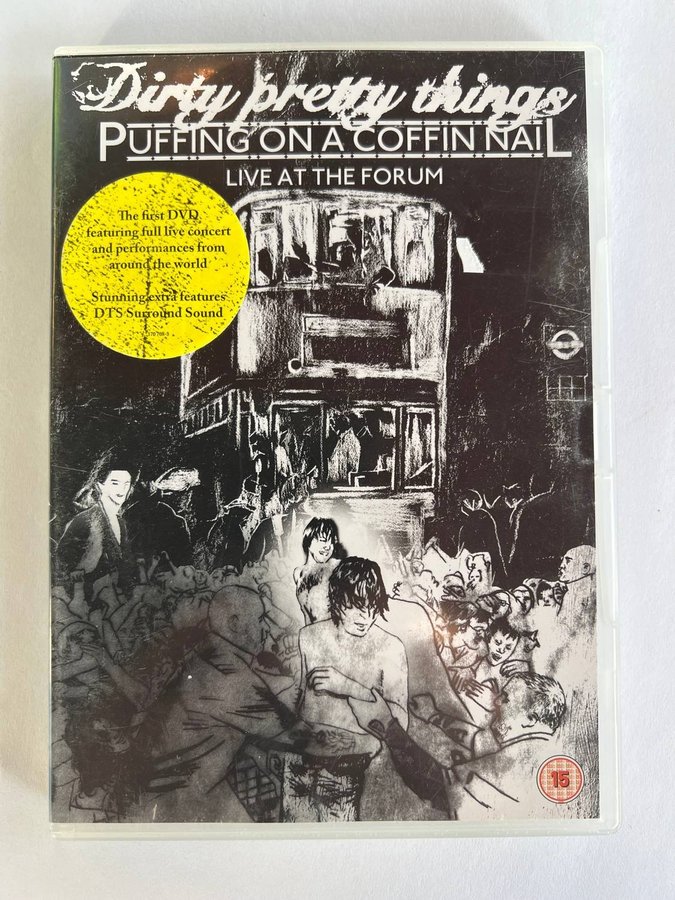 Dirty pretty things
PUFFING ON A COFFIN NAIL
LIVE AT THE FORUM
The first DVD
featuring full live concert
and performances from
around the world
Stunning extra features
DTS Surround Sound
15